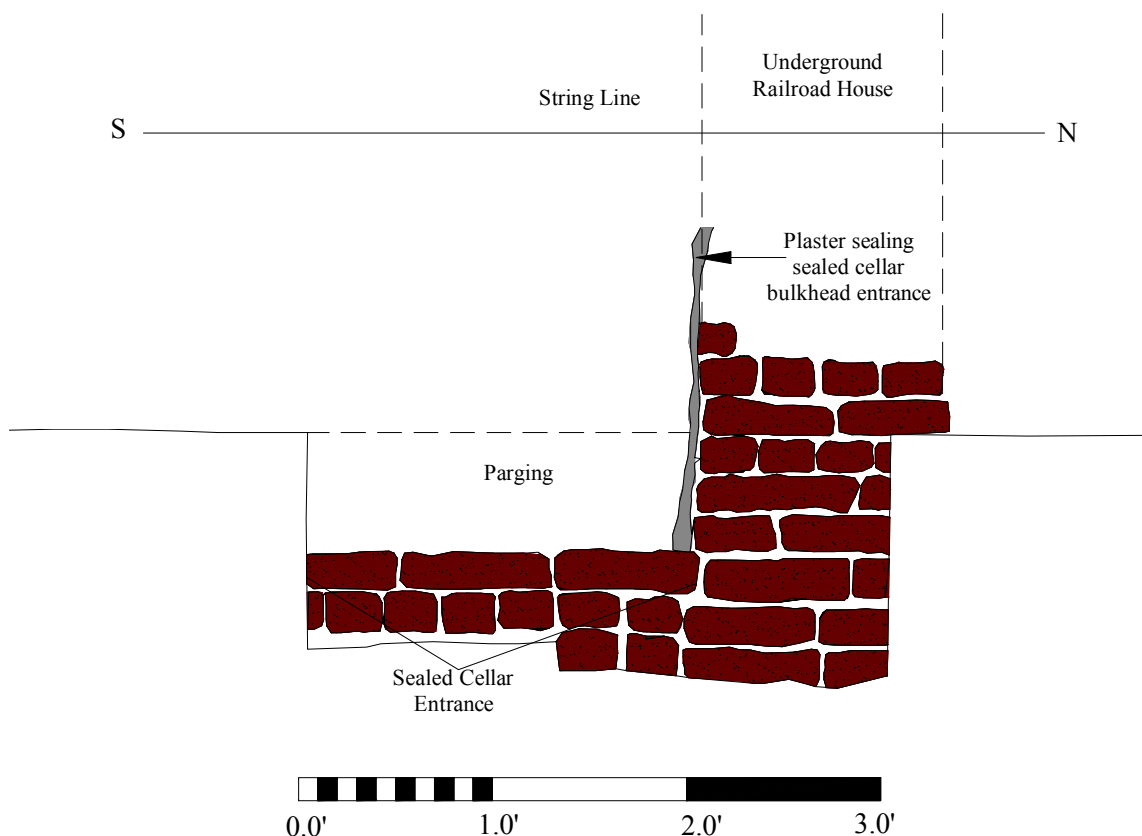 Underground
Railroad House
String Line
S
N
Plaster sealing
sealed cellar
bulkhead entrance
Parging
Sealed Cellar
Entrance
0.0' 1.0' 2.0' 3.0'